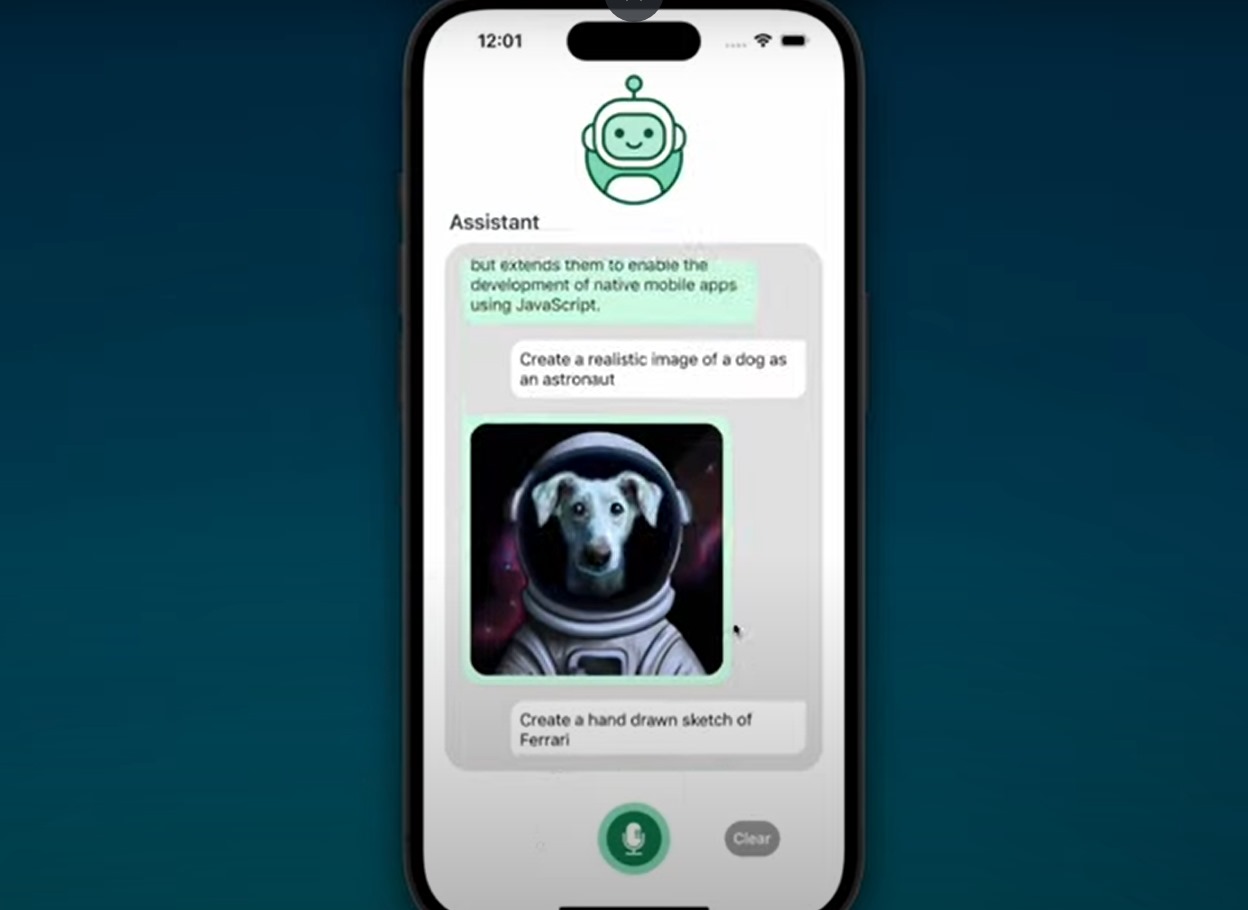 12:01
Assistant
but extends them to enable the
development of native mobile apps
using JavaScript.
Create a realistic image of a dog as
an astronaut
Create a hand drawn sketch of
Ferrari
Clear